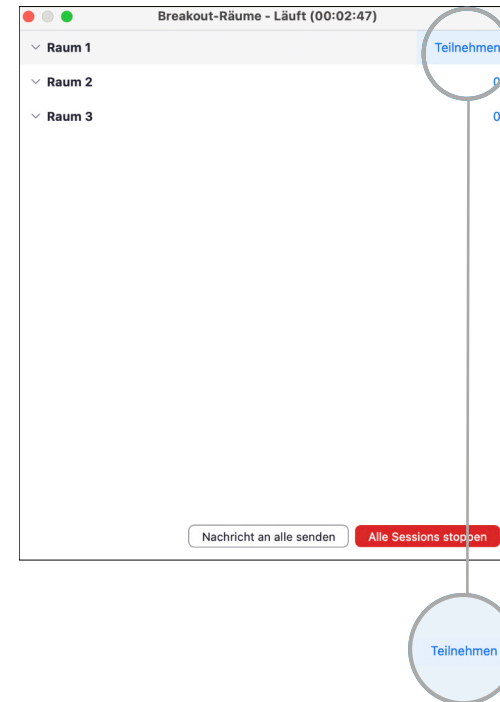 Breakout-Räume - Läuft (00:02:47)
Raum 1 Teilnehmen
Raum 2 0
Raum 3 0
Nachricht an alle senden Alle Sessions stoppen
Teilnehmen